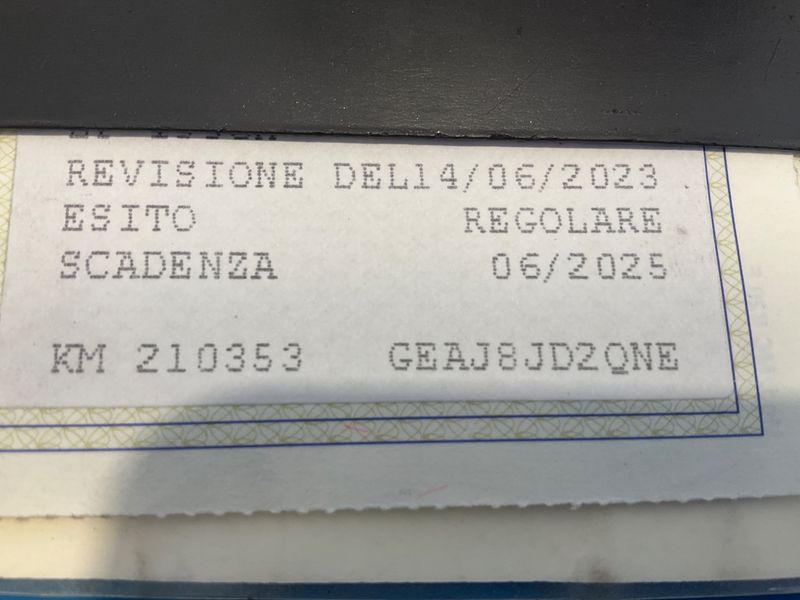 REVISIONE DEL14/06/2023
ESITO REGOLARE
SCADENZA 06/2025
KM 210353 GEAJ8JD2QNE